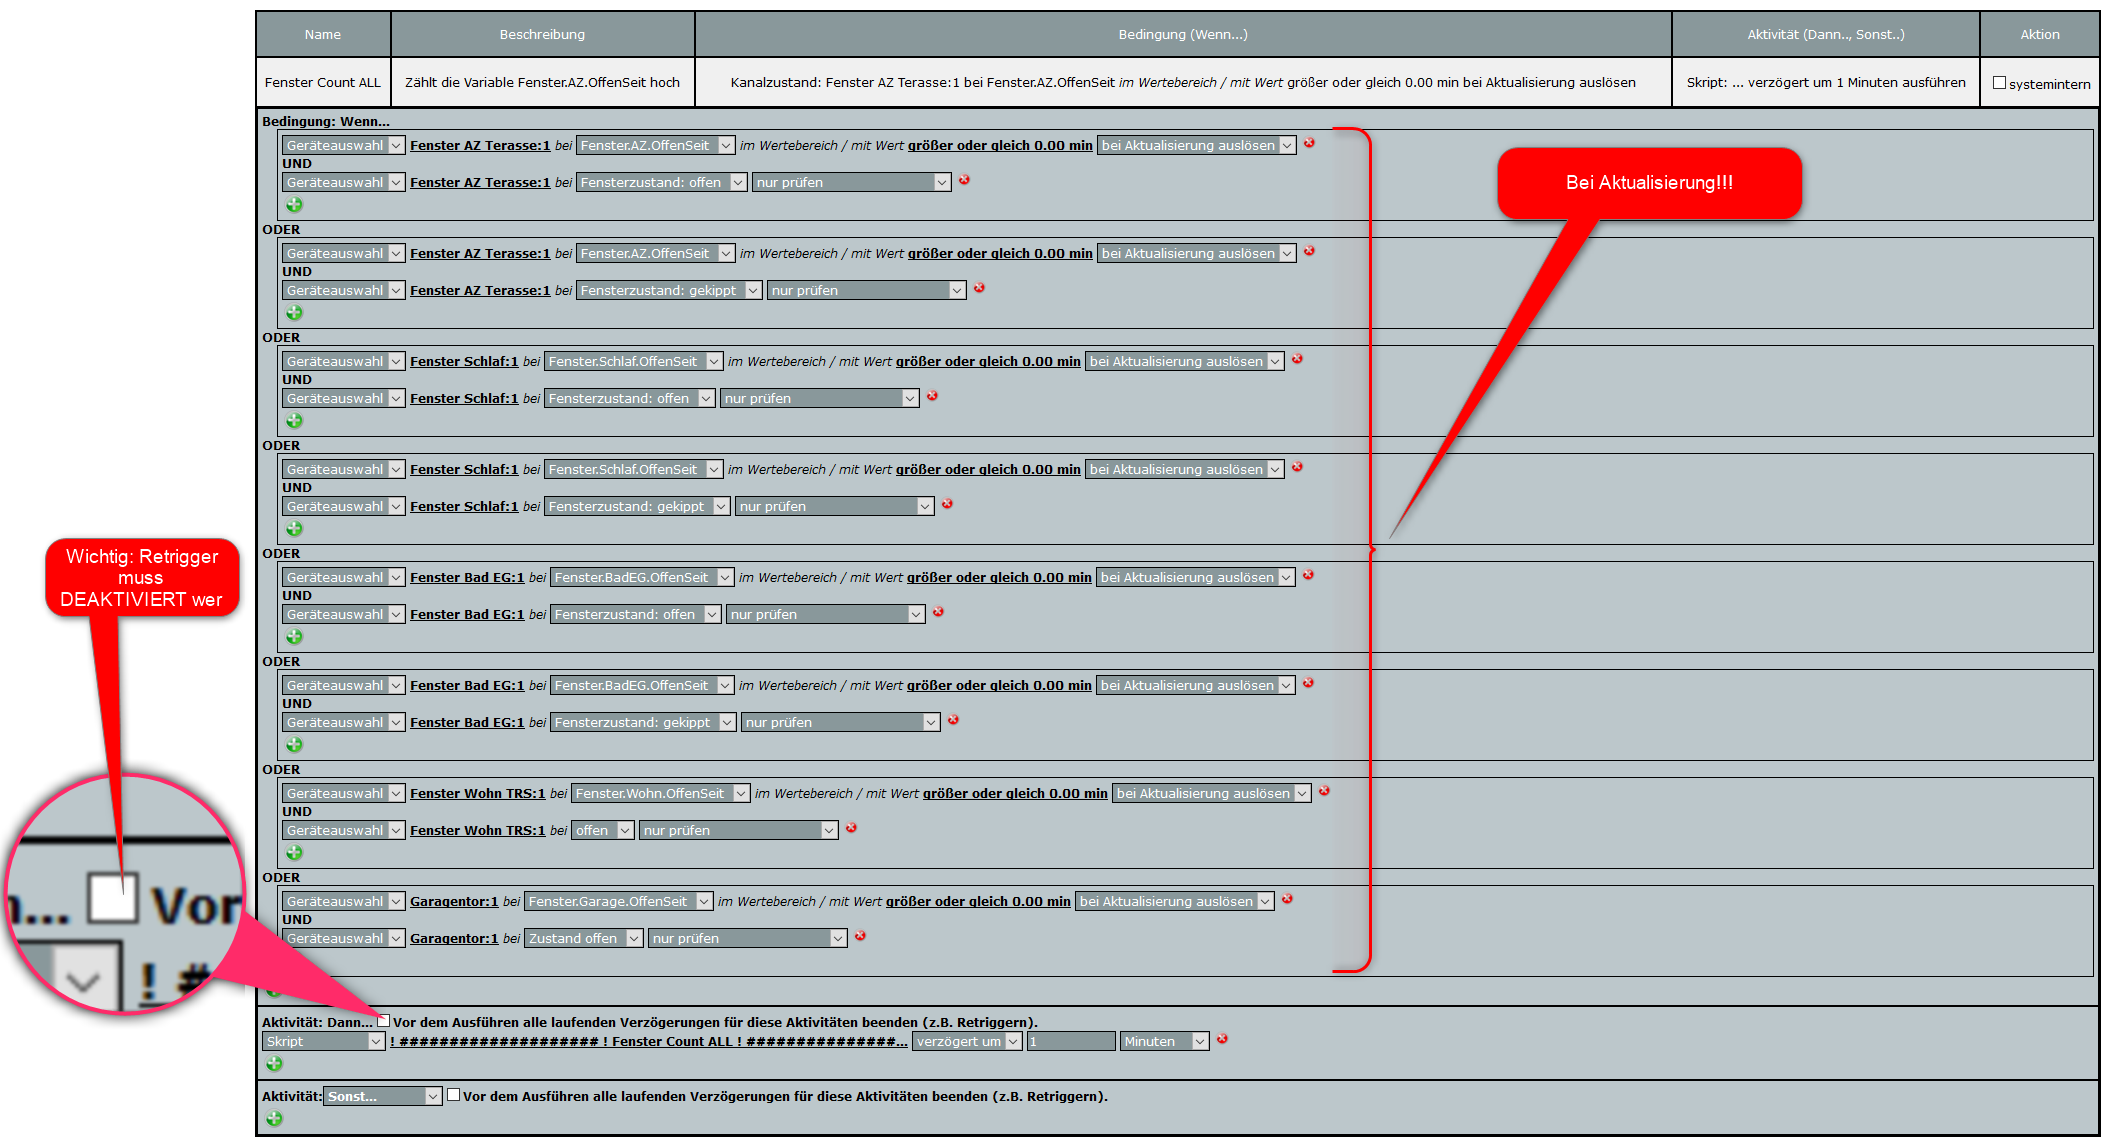 Name Beschreibung Bedingung (Wenn...) Aktivität (Dann.., Sonst..) Aktion
Fenster Count ALL Zählt die Variable Fenster.AZ.OffenSeit hoch Kanalzustand: Fenster AZ Terasse:1 bei Fenster.AZ.OffenSeit im Wertebereich / mit Wert größer oder gleich 0.00 min bei Aktualisierung auslösen Skript: ... verzögert um 1 Minuten ausführen systemintern
Bedingung: Wenn...
Geräteauswahl Fenster AZ Terasse:1 bei Fenster.AZ.OffenSeit im Wertebereich / mit Wert größer oder gleich 0.00 min bei Aktualisierung auslösen
UND
Geräteauswahl Fenster AZ Terasse:1 bei Fensterzustand: offen nur prüfen
Bei Aktualisierung!!!
ODER
Geräteauswahl Fenster AZ Terasse:1 bei Fenster.AZ.OffenSeit im Wertebereich / mit Wert größer oder gleich 0.00 min bei Aktualisierung auslösen
UND
Geräteauswahl Fenster AZ Terasse:1 bei Fensterzustand: gekippt nur prüfen
ODER
Geräteauswahl Fenster Schlaf:1 bei Fenster.Schlaf.OffenSeit im Wertebereich / mit Wert größer oder gleich 0.00 min bei Aktualisierung auslösen
UND
Geräteauswahl Fenster Schlaf:1 bei Fensterzustand: offen nur prüfen
ODER
Geräteauswahl Fenster Schlaf:1 bei Fenster.Schlaf.OffenSeit im Wertebereich / mit Wert größer oder gleich 0.00 min bei Aktualisierung auslösen
UND
Geräteauswahl Fenster Schlaf:1 bei Fensterzustand: gekippt nur prüfen
ODER
Wichtig: Retrigger
muss
DEAKTIVIERT wer
Geräteauswahl Fenster Bad EG:1 bei Fenster.BadEG.OffenSeit im Wertebereich / mit Wert größer oder gleich 0.00 min bei Aktualisierung auslösen
UND
Geräteauswahl Fenster Bad EG:1 bei Fensterzustand: offen nur prüfen
ODER
Geräteauswahl Fenster Bad EG:1 bei Fenster.BadEG.OffenSeit im Wertebereich / mit Wert größer oder gleich 0.00 min bei Aktualisierung auslösen
UND
Geräteauswahl Fenster Bad EG:1 bei Fensterzustand: gekippt nur prüfen
ODER
Geräteauswahl Fenster Wohn TRS:1 bei Fenster.Wohn.OffenSeit im Wertebereich / mit Wert größer oder gleich 0.00 min bei Aktualisierung auslösen
UND
Geräteauswahl Fenster Wohn TRS:1 bei offen nur prüfen
ODER
Geräteauswahl Garagentor:1 bei Fenster.Garage.OffenSeit im Wertebereich / mit Wert größer oder gleich 0.00 min bei Aktualisierung auslösen
UND
Geräteauswahl Garagentor:1 bei Zustand offen nur prüfen
n... Vor
! #
Aktivität: Dann... Vor dem Ausführen alle laufenden Verzögerungen für diese Aktivitäten beenden (z.B. Retriggern).
Skript ! #################### ! Fenster Count ALL ! ###############... verzögert um 1 Minuten
Aktivität: Sonst... Vor dem Ausführen alle laufenden Verzögerungen für diese Aktivitäten beenden (z.B. Retriggern).